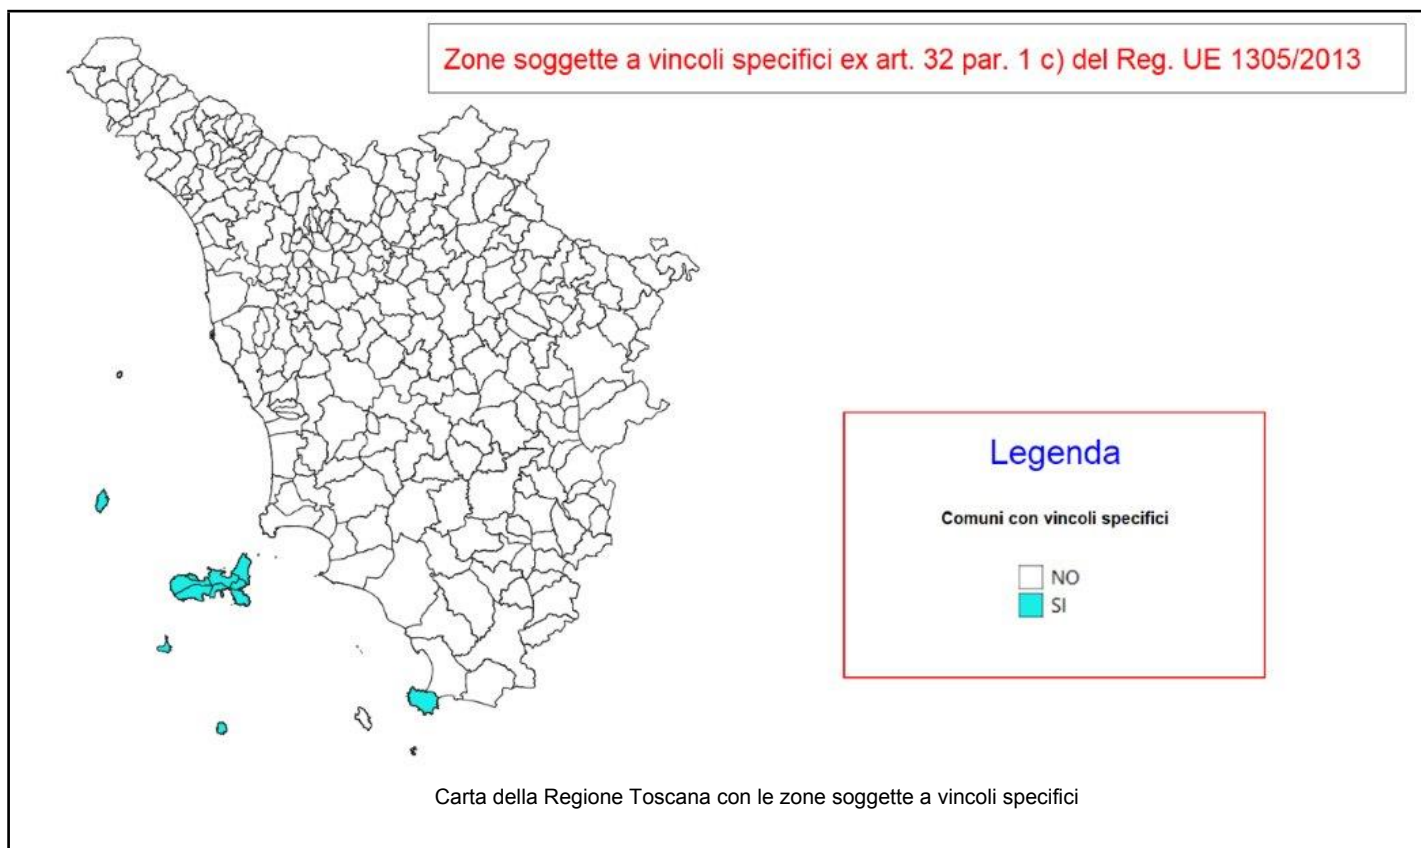 Zone soggette a vincoli specifici ex art. 32 par. 1 c) del Reg. UE 1305/2013
Legenda
Comuni con vincoli specifici
NO
SI
Carta della Regione Toscana con le zone soggette a vincoli specifici